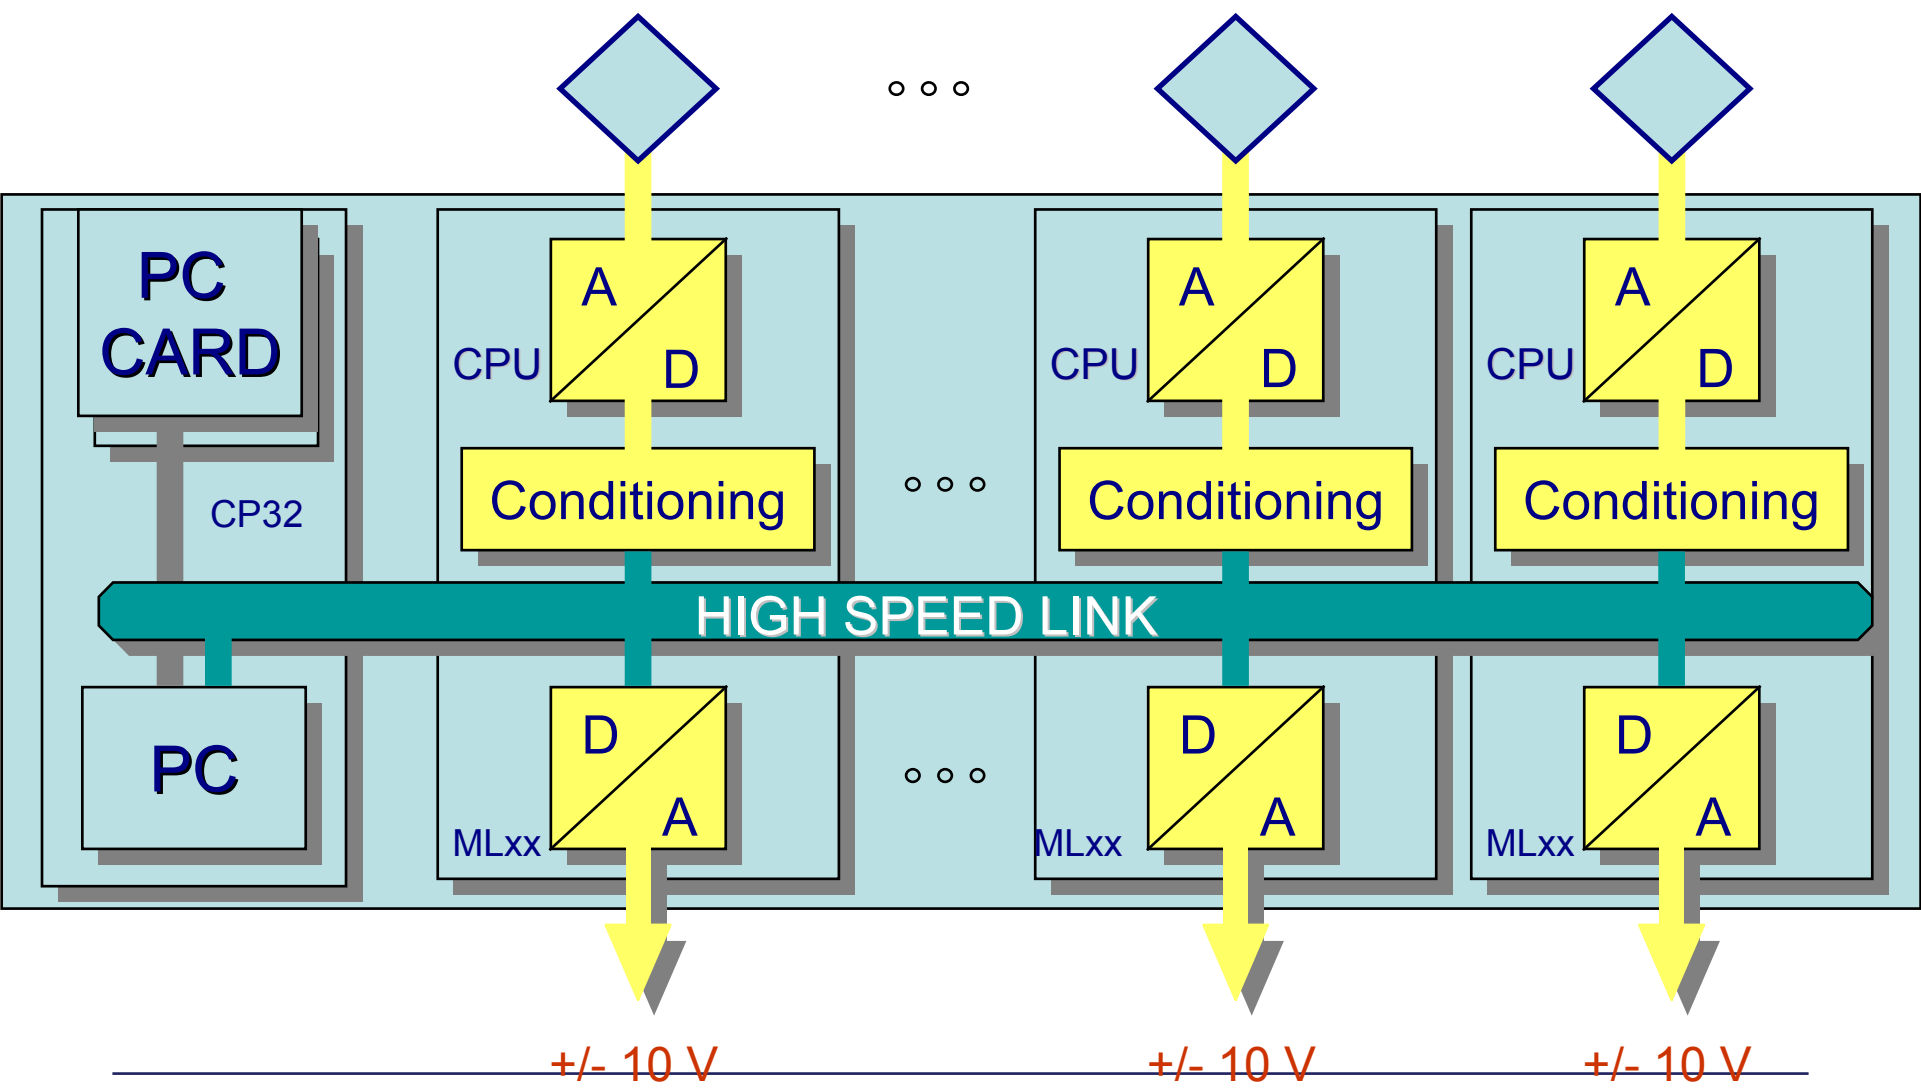 PC
CARD
A
D
CPU
A
D
CPU
A
D
CPU
Conditioning
Conditioning
Conditioning
CP32
HIGH SPEED LINK
PC
D
A
MLxx
D
A
MLxx
D
A
MLxx
+/- 10 V
+/- 10 V
+/- 10 V